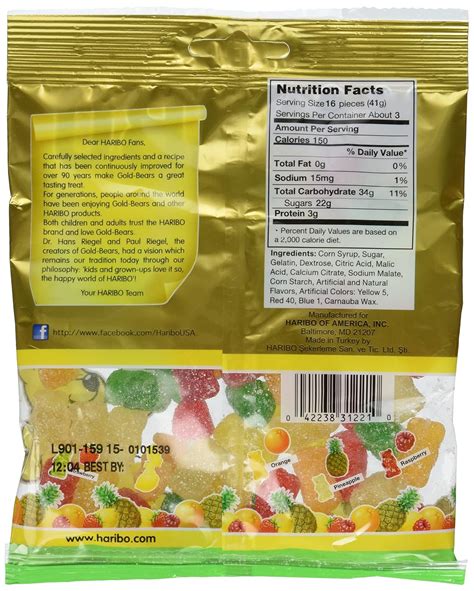 Dear HARIBO Fans,
Carefully selected ingredients and a recipe
that has been continuously improved for
over 90 years make Gold-Bears a great
tasting treat.
For generations, people around the world
have been enjoying Gold-Bears and other
HARIBO products.
Both children and adults trust the HARIBO
brand and love Gold-Bears.
Dr. Hans Riegel and Paul Riegel, the
creators of Gold-Bears, had a vision which
remains our tradition today through our
philosophy: 'kids and grown-ups love it so,
the happy world of HARIBO'!
Your HARIBO Team
f http://www.facebook.com/HariboUSA
Nutrition Facts
Serving Size 16 pieces (41g)
Servings Per Container About 3
Amount Per Serving
Calories 150
% Daily Value*
Total Fat 0g 0%
Sodium 15mg 1%
Total Carbohydrate 34g 11%
Sugars 22g
Protein 3g
* Percent Daily Values are based on
a 2,000 calorie diet.
Ingredients: Corn Syrup, Sugar,
Gelatin, Dextrose, Citric Acid, Malic
Acid, Calcium Citrate, Sodium Malate,
Corn Starch, Artificial and Natural
Flavors, Artificial Colors: Yellow 5,
Red 40, Blue 1, Carnauba Wax.
Manufactured for
HARIBO OF AMERICA, INC.
Baltimore, MD 21207
Made in Turkey by
HARIBO Şekerleme San. ve Tic. Ltd. Şti.
0 42238 31221 0
L901-159 15- 0101539
12:04 BEST BY:
Strawberry
Orange
Pineapple
Raspberry
www.haribo.com